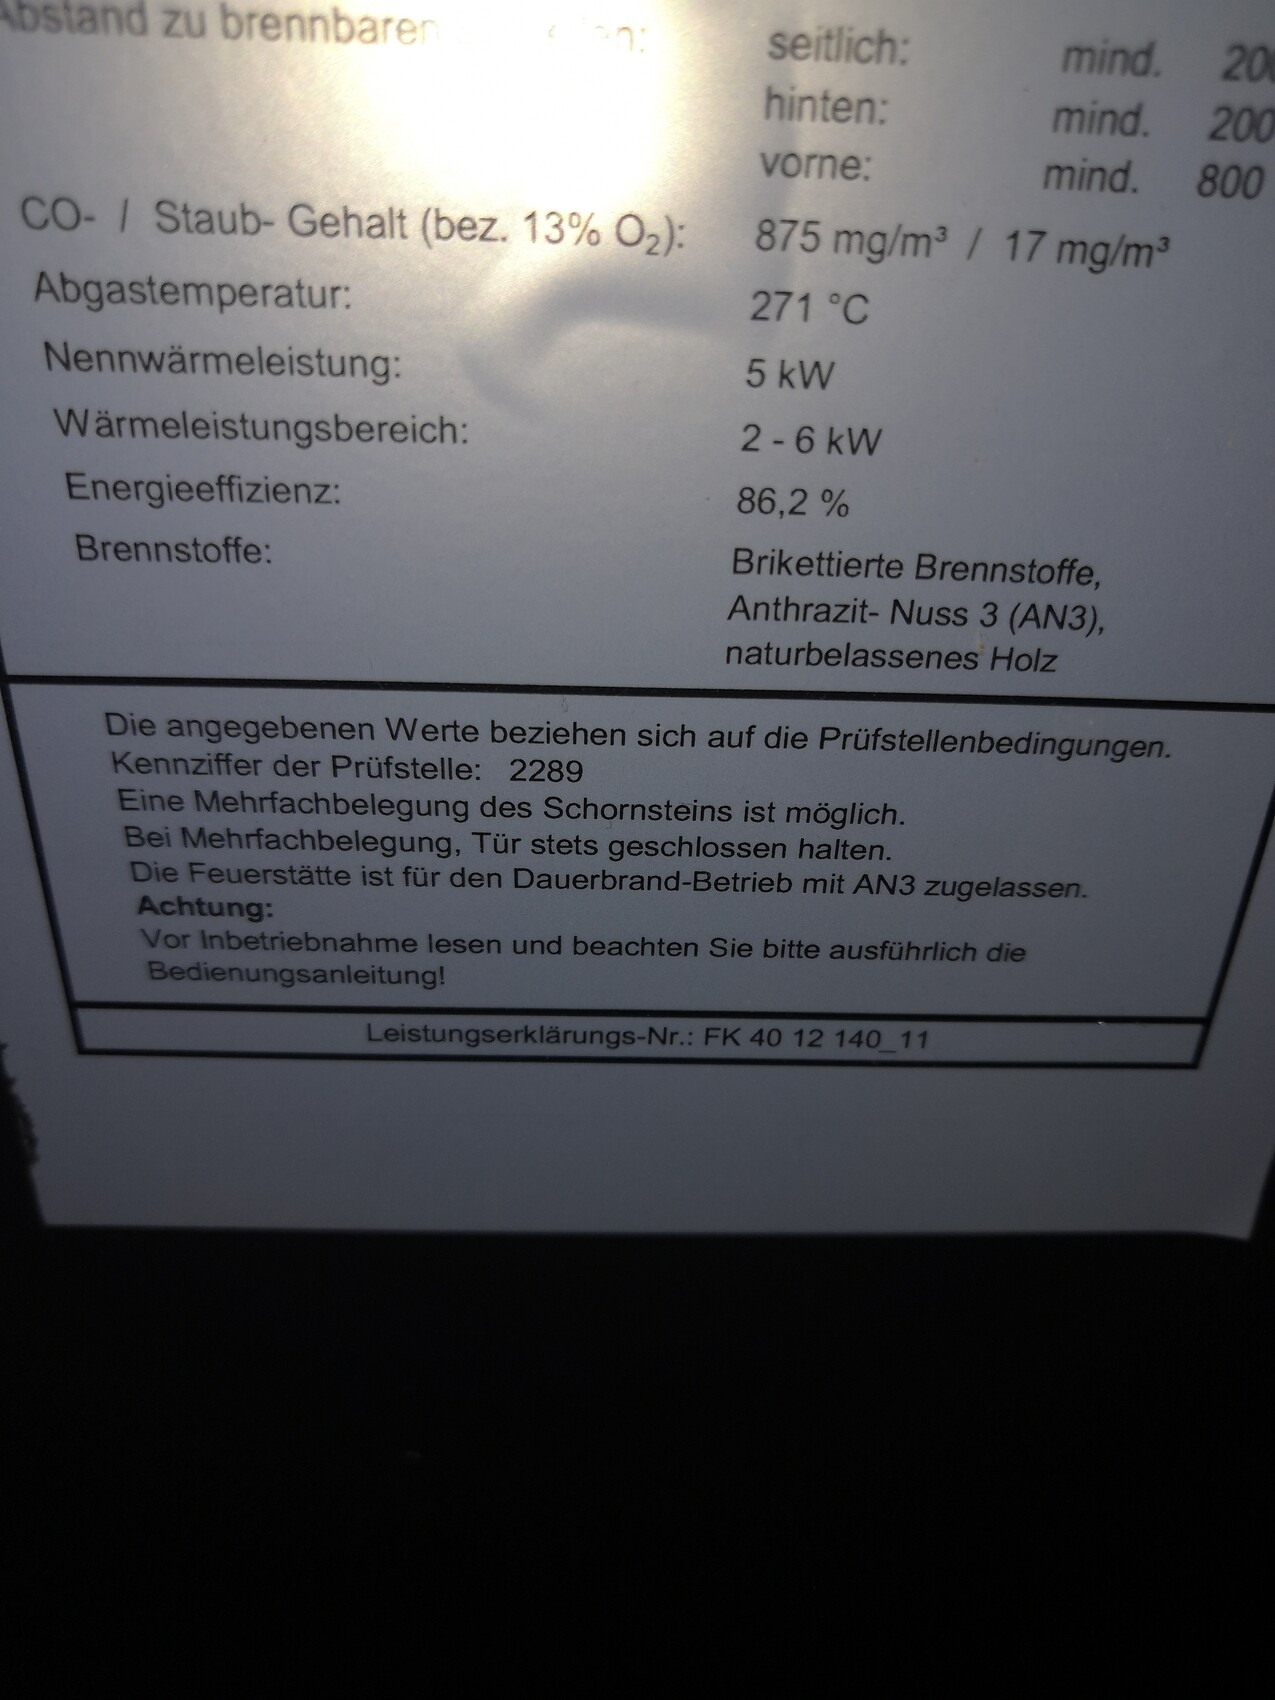 Abstand zu brennbaren
seitlich: mind. 200
hinten: mind. 200
vorne: mind. 800
CO- / Staub- Gehalt (bez. 13% O₂): 875 mg/m³ / 17 mg/m³
Abgastemperatur: 271 °C
Nennwärmeleistung: 5 kW
Wärmeleistungsbereich: 2 - 6 kW
Energieeffizienz: 86,2 %
Brennstoffe: Brikettierte Brennstoffe,
Anthrazit- Nuss 3 (AN3),
naturbelassenes Holz
Die angegebenen Werte beziehen sich auf die Prüfstellenbedingungen.
Kennziffer der Prüfstelle: 2289
Eine Mehrfachbelegung des Schornsteins ist möglich.
Bei Mehrfachbelegung, Tür stets geschlossen halten.
Die Feuerstätte ist für den Dauerbrand-Betrieb mit AN3 zugelassen.
Achtung:
Vor Inbetriebnahme lesen und beachten Sie bitte ausführlich die
Bedienungsanleitung!
Leistungserklärungs-Nr.: FK 40 12 140_11